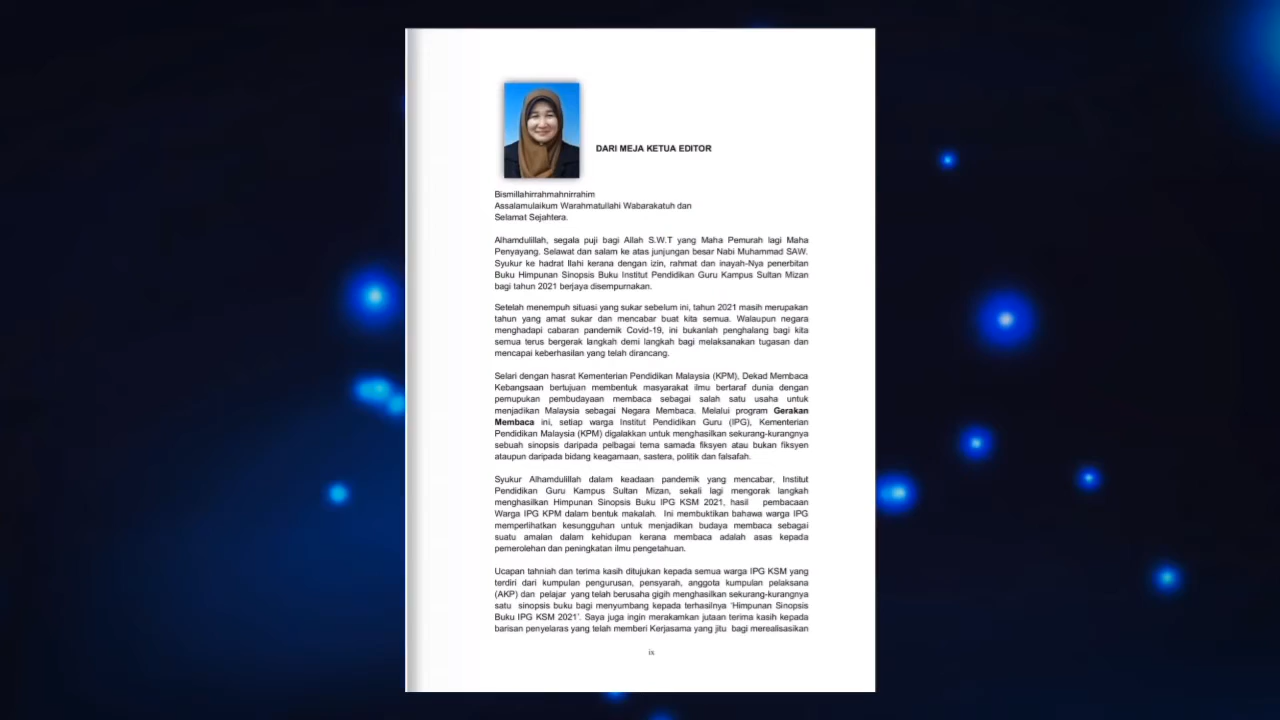 DARI MEJA KETUA EDITOR
Bismillahirrahmahnirrahim
Assalamulaikum Warahmatullahi Wabarakatuh dan
Selamat Sejahtera.
Alhamdulillah, segala puji bagi Allah S.W.T yang Maha Pemurah lagi Maha
Penyayang. Selawat dan salam ke atas junjungan besar Nabi Muhammad SAW.
Syukur ke hadrat Ilahi kerana dengan izin, rahmat dan inayah-Nya penerbitan
Buku Himpunan Sinopsis Buku Institut Pendidikan Guru Kampus Sultan Mizan
bagi tahun 2021 berjaya disempurnakan.
Setelah menempuh situasi yang sukar sebelum ini, tahun 2021 masih merupakan
tahun yang amat sukar dan mencabar buat kita semua. Walaupun negara
menghadapi cabaran pandemik Covid-19, ini bukanlah penghalang bagi kita
semua terus bergerak langkah demi langkah bagi melaksanakan tugasan dan
mencapai keberhasilan yang telah dirancang.
Selari dengan hasrat Kementerian Pendidikan Malaysia (KPM), Dekad Membaca
Kebangsaan bertujuan membentuk masyarakat ilmu bertaraf dunia dengan
pemupukan pembudayaan membaca sebagai salah satu usaha untuk
menjadikan Malaysia sebagai Negara Membaca. Melalui program Gerakan
Membaca ini, setiap warga Institut Pendidikan Guru (IPG), Kementerian
Pendidikan Malaysia (KPM) digalakkan untuk menghasilkan sekurang-kurangnya
sebuah sinopsis daripada pelbagai tema samada fiksyen atau bukan fiksyen
ataupun daripada bidang keagamaan, sastera, politik dan falsafah.
Syukur Alhamdulillah dalam keadaan pandemik yang mencabar, Institut
Pendidikan Guru Kampus Sultan Mizan, sekali lagi mengorak langkah
menghasilkan Himpunan Sinopsis Buku IPG KSM 2021, hasil pembacaan
Warga IPG KPM dalam bentuk makalah. Ini membuktikan bahawa warga IPG
memperlihatkan kesungguhan untuk menjadikan budaya membaca sebagai
suatu amalan dalam kehidupan kerana membaca adalah asas kepada
pemerolehan dan peningkatan ilmu pengetahuan.
Ucapan tahniah dan terima kasih ditujukan kepada semua warga IPG KSM yang
terdiri dari kumpulan pengurusan, pensyarah, anggota kumpulan pelaksana
(AKP) dan pelajar yang telah berusaha gigih menghasilkan sekurang-kurangnya
satu sinopsis buku bagi menyumbang kepada terhasilnya 'Himpunan Sinopsis
Buku IPG KSM 2021'. Saya juga ingin merakamkan jutaan terima kasih kepada
barisan penyelaras yang telah memberi Kerjasama yang jitu bagi merealisasikan
ix